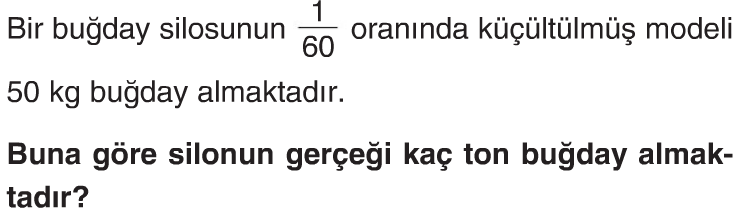 Bir buğday silosunun 1/60 oranında küçültülmüş modeli
50 kg buğday almaktadır.
Buna göre silonun gerçeği kaç ton buğday almak-
tadır?